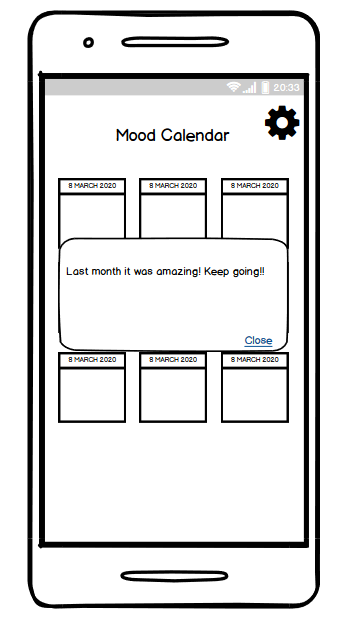 20:33
Mood Calendar
8 MARCH 2020 8 MARCH 2020 8 MARCH 2020
Last month it was amazing! Keep going!!
Close
8 MARCH 2020 8 MARCH 2020 8 MARCH 2020